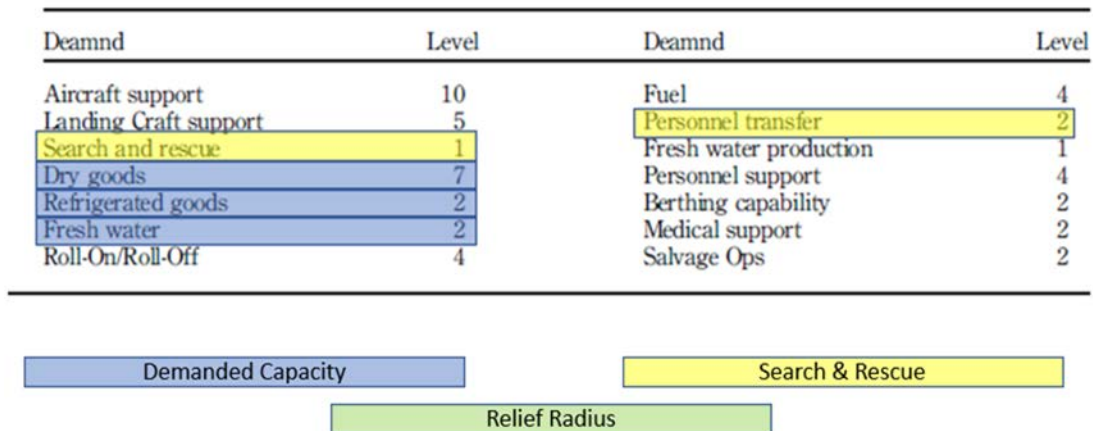 Deamnd Level Deamnd Level
Aircraft support 10 Fuel 4
Landing Craft support 5 Personnel transfer 2
Search and rescue 1 Fresh water production 1
Dry goods 7 Personnel support 4
Refrigerated goods 2 Berthing capability 2
Fresh water 2 Medical support 2
Roll-On/Roll-Off 4 Salvage Ops 2
Demanded Capacity Search & Rescue
Relief Radius